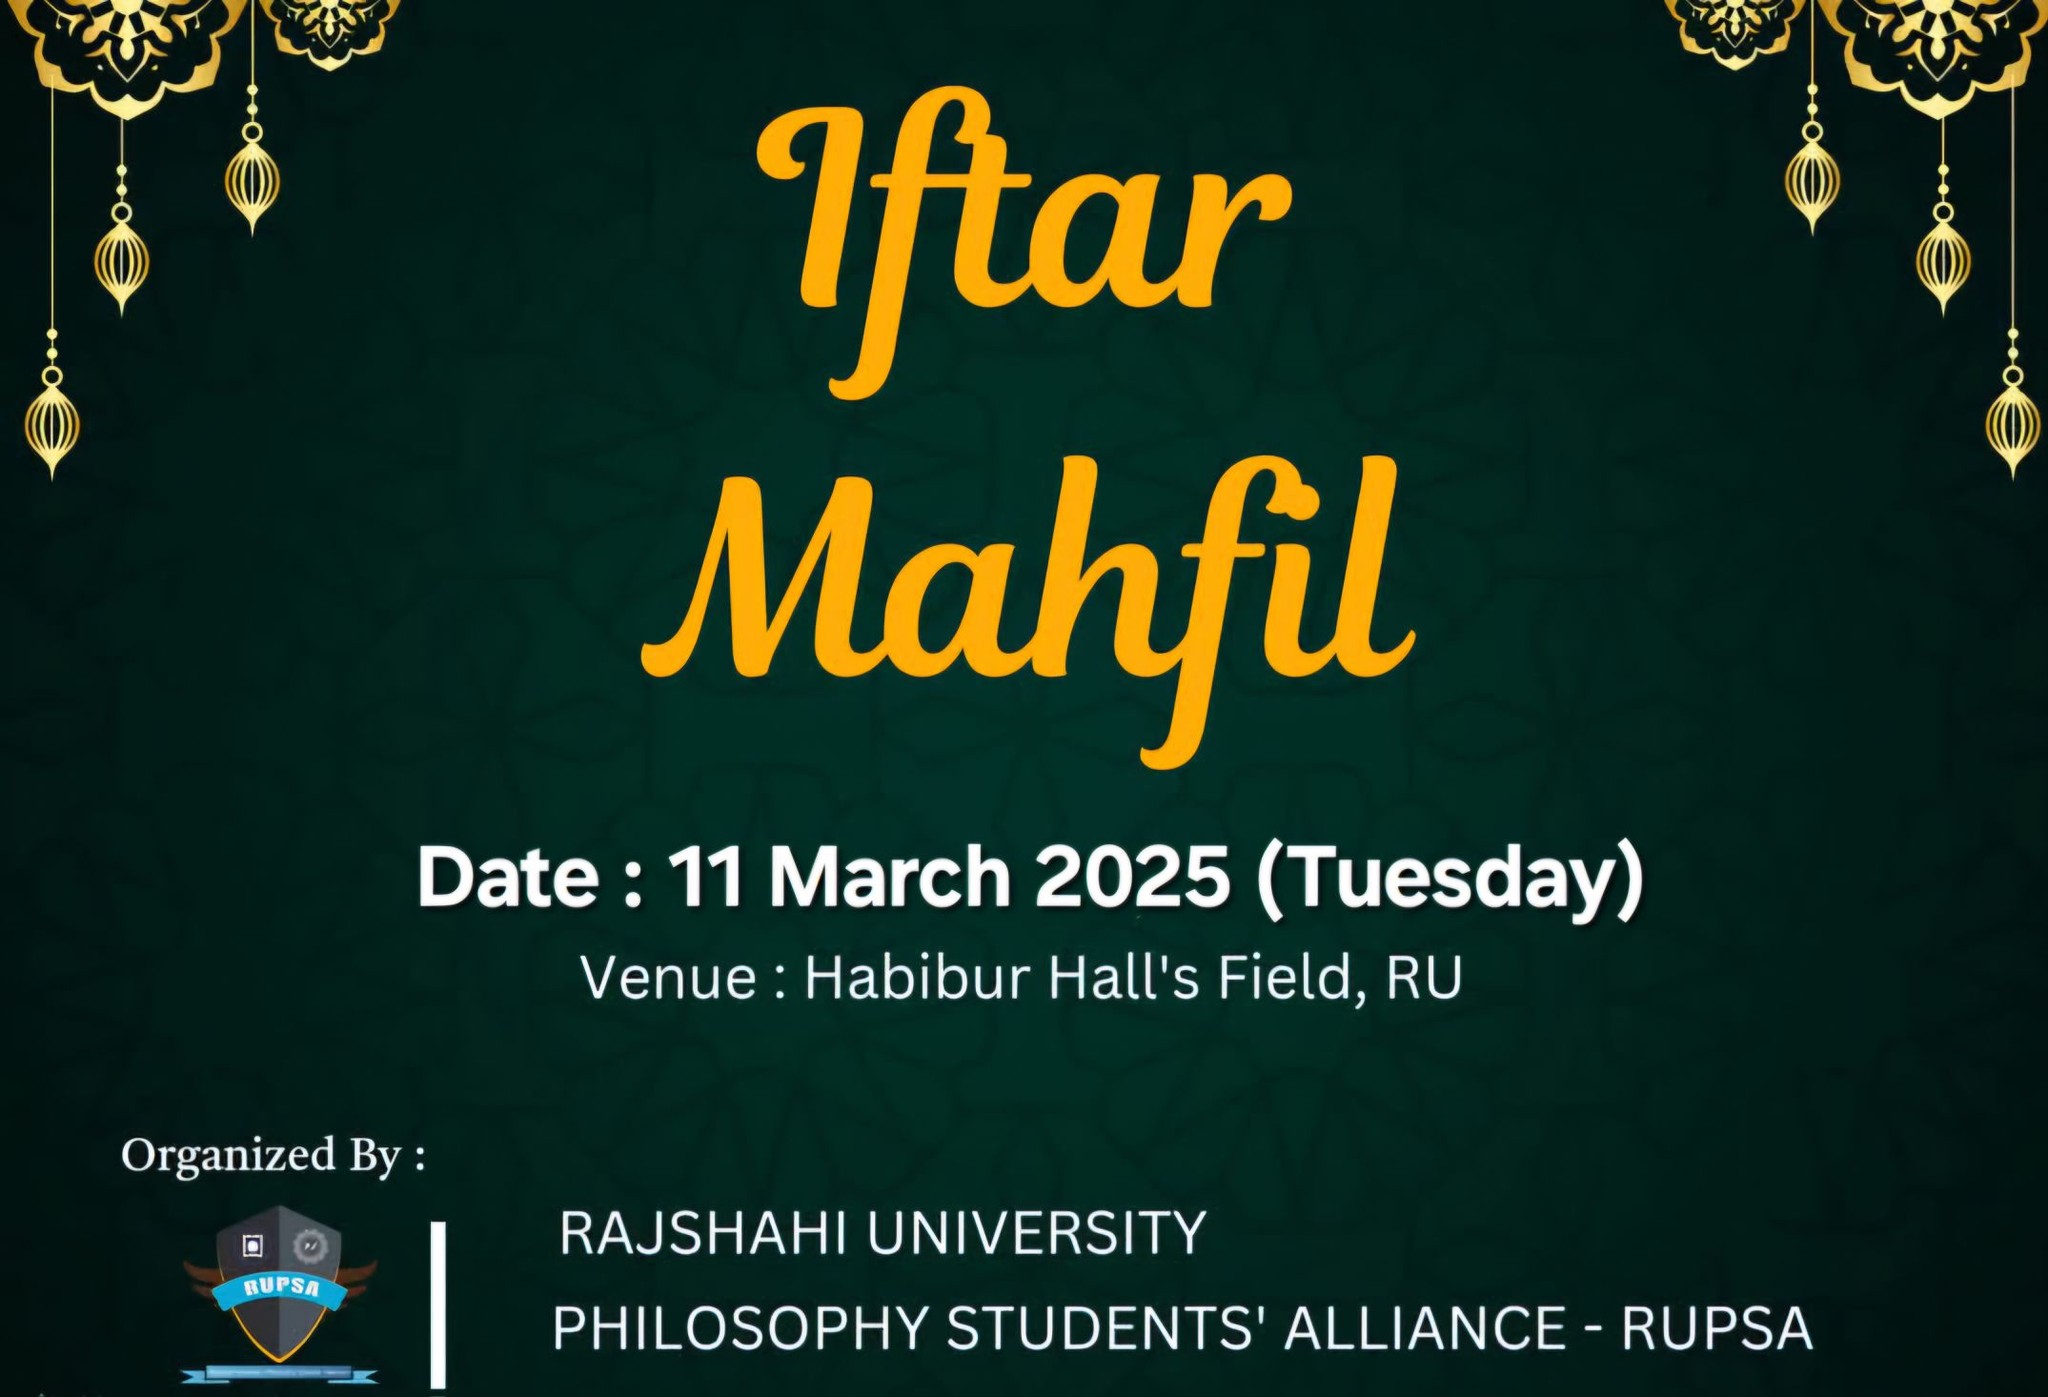 Iftar
Mahfil
Date : 11 March 2025 (Tuesday)
Venue : Habibur Hall's Field, RU
Organized By :
RUPSA
RAJSHAHI UNIVERSITY
PHILOSOPHY STUDENTS' ALLIANCE - RUPSA